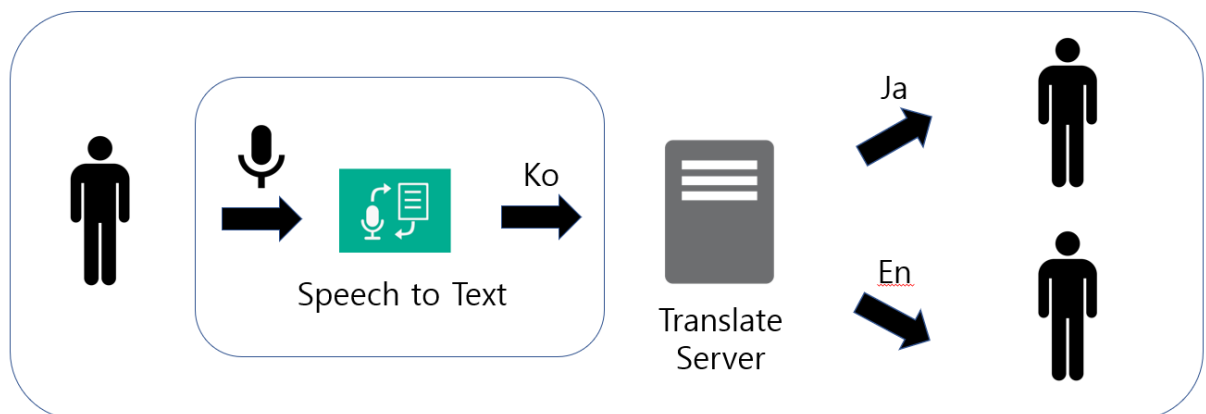 Ko
Speech to Text
Translate
Server
Ja
En